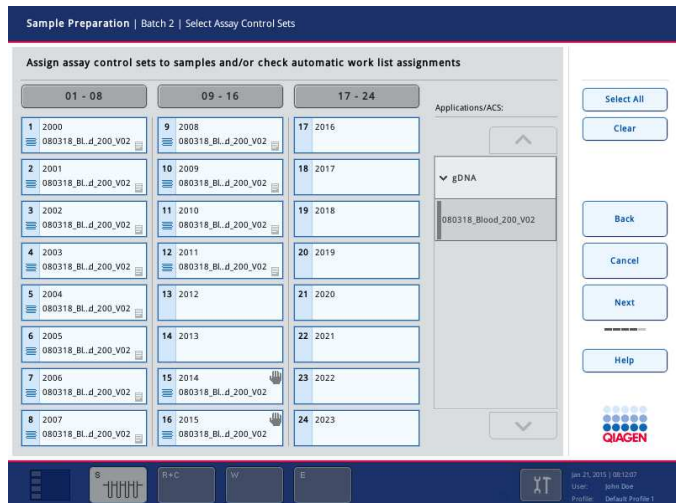 Sample Preparation | Batch 2 | Select Assay Control Sets
Assign assay control sets to samples and/or check automatic work list assignments
01 - 08
09 - 16
17 - 24
Applications/ACS:
1 2000
080318_Bl..d_200_V02
2 2001
080318_Bl..d_200_V02
3 2002
080318_Bl..d_200_V02
4 2003
080318_Bl..d_200_V02
5 2004
080318_Bl..d_200_V02
6 2005
080318_Bl..d_200_V02
7 2006
080318_Bl..d_200_V02
8 2007
080318_Bl..d_200_V02
9 2008
080318_Bl..d_200_V02
10 2009
080318_Bl..d_200_V02
11 2010
080318_Bl..d_200_V02
12 2011
080318_Bl..d_200_V02
13 2012
14 2013
15 2014
080318_Bl..d_200_V02
16 2015
080318_Bl..d_200_V02
17 2016
18 2017
19 2018
20 2019
21 2020
22 2021
23 2022
24 2023
gDNA
080318_Blood_200_V02
Select All
Clear
Back
Cancel
Next
Help
QIAGEN
S
R+C
W
E
Jan 21, 2015 | 08:12:07
User: John Doe
Profile: Default Profile 1